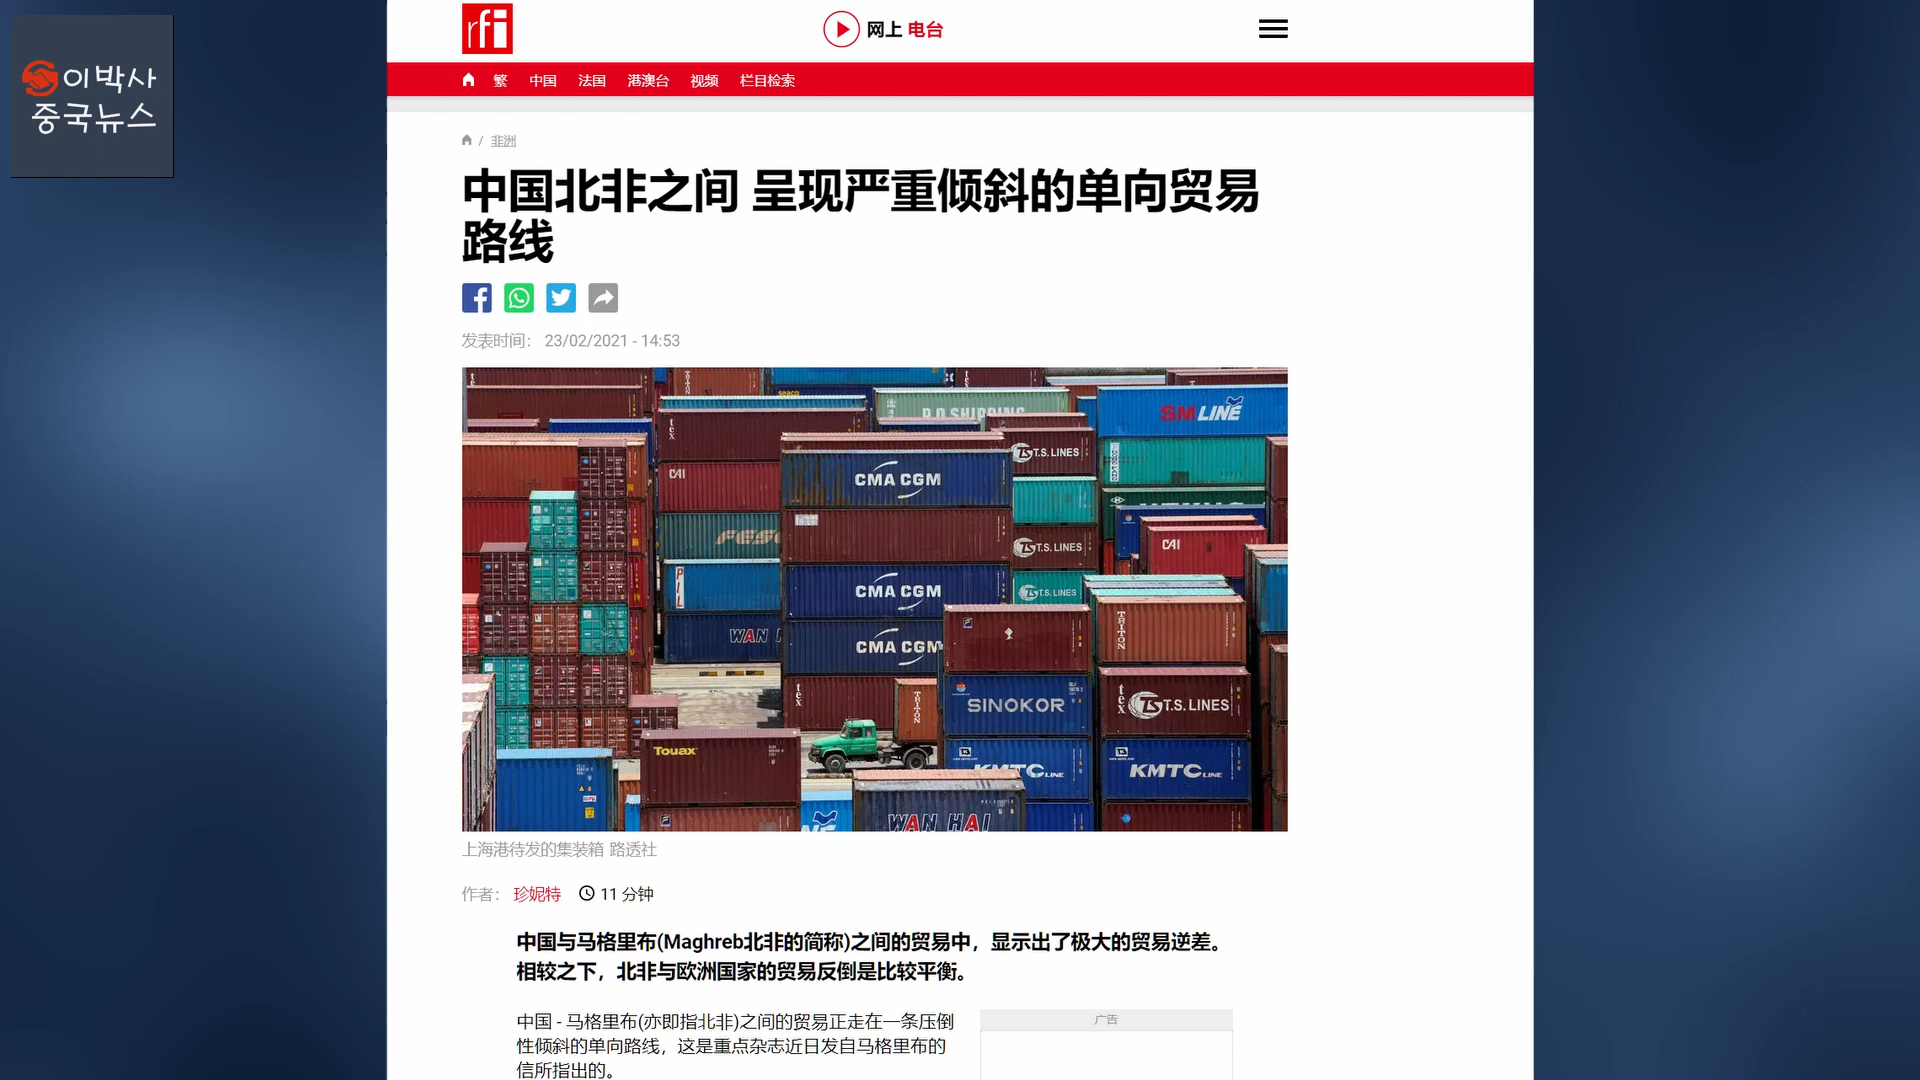 이박사
중국뉴스
rfi
网上 电台
繁 中国 法国 港澳台 视频 栏目检索
/ 非洲
中国北非之间 呈现严重倾斜的单向贸易
路线
发表时间： 23/02/2021 - 14:53
seaco
P.O SHIPPING
SM LINE
tex
T.S. LINES
CAI
CMA CGM
FESC
T.S. LINES
CAI
PIL
CMA CGM
T.S. LINES
TRITON
WAN
CMA CGM
tex
TRITON
SINOKOR
tex
T.S. LINES
Touax
KMTC LINE
KMTC LINE
WAN HAI
上海港待发的集装箱 路透社
作者： 珍妮特 11 分钟
中国与马格里布(Maghreb北非的简称)之间的贸易中，显示出了极大的贸易逆差。
相较之下，北非与欧洲国家的贸易反倒是比较平衡。
中国 - 马格里布(亦即指北非)之间的贸易正走在一条压倒
性倾斜的单向路线，这是重点杂志近日发自马格里布的
信所指出的。
广告